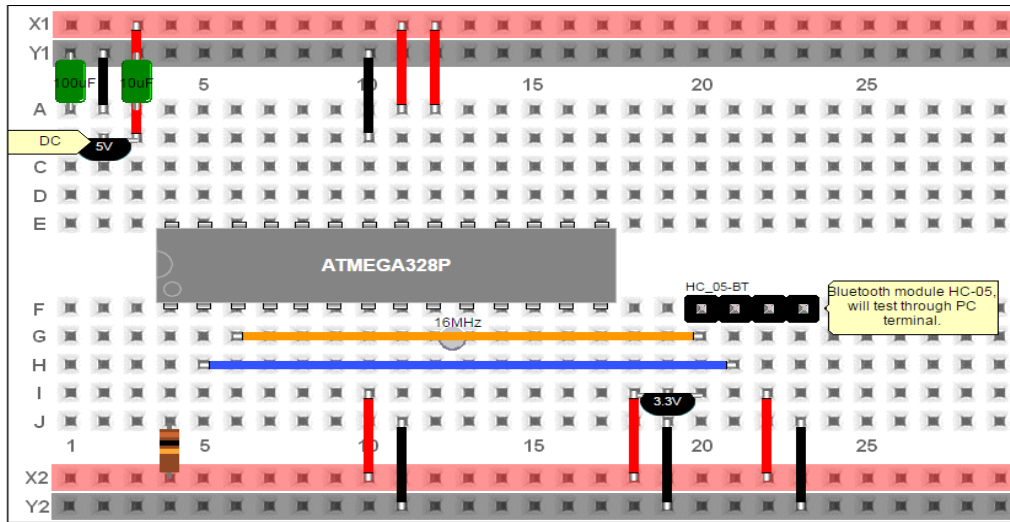 X1
Y1
100uF
10uF
5
10
15
20
25
A
DC
5V
C
D
E
ATMEGA328P
HC_05-BT
Bluetooth module HC-05,
will test through PC
terminal.
F
16MHz
G
H
I
3.3V
J
1
5
10
15
20
25
X2
Y2